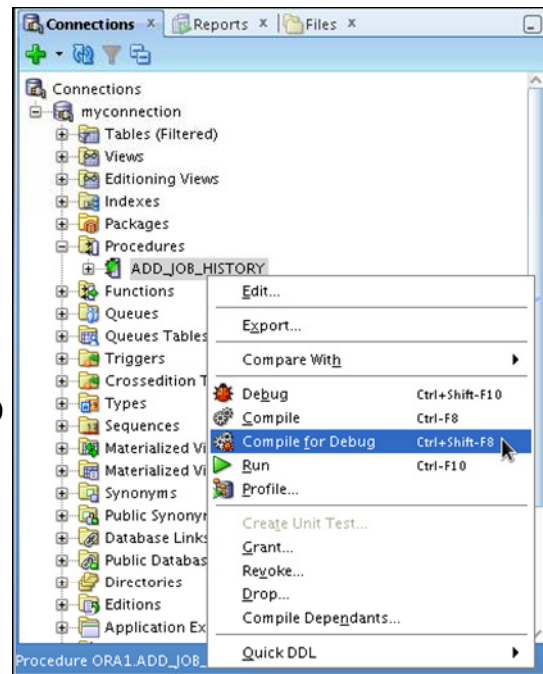 Connections x Reports x Files x
Connections
myconnection
Tables (Filtered)
Views
Editioning Views
Indexes
Packages
Procedures
ADD_JOB_HISTORY
Functions
Queues
Queues Tables
Triggers
Crossedition T
Types
Sequences
Materialized Vi
Materialized Vi
Synonyms
Public Synonyr
Database Links
Public Databas
Directories
Editions
Application Ex
Procedure ORA1.ADD_JOB_
Edit...
Export...
Compare With
Debug Ctrl+Shift-F10
Compile Ctrl-F8
Compile for Debug Ctrl+Shift-F8
Run Ctrl-F10
Profile...
Create Unit Test...
Grant...
Revoke...
Drop...
Compile Dependants...
Quick DDL